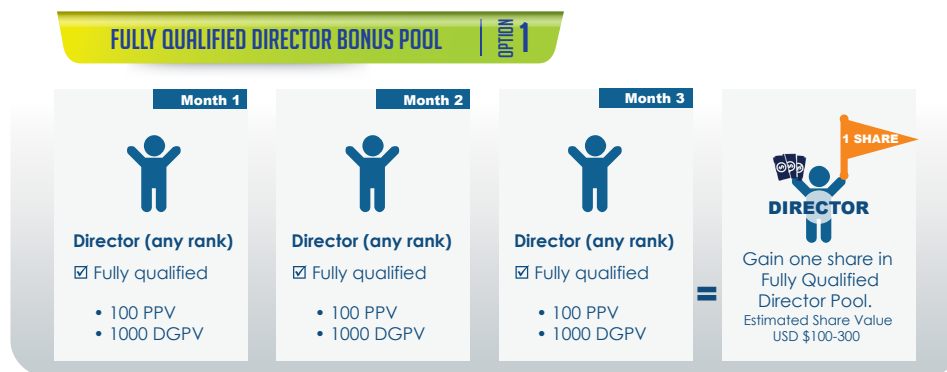 FULLY QUALIFIED DIRECTOR BONUS POOL
OPTION 1
Month 1
Director (any rank)
☑ Fully qualified
• 100 PPV
• 1000 DGPV
Month 2
Director (any rank)
☑ Fully qualified
• 100 PPV
• 1000 DGPV
Month 3
Director (any rank)
☑ Fully qualified
• 100 PPV
• 1000 DGPV
=
1 SHARE
$$$
DIRECTOR
Gain one share in
Fully Qualified
Director Pool.
Estimated Share Value
USD $100-300